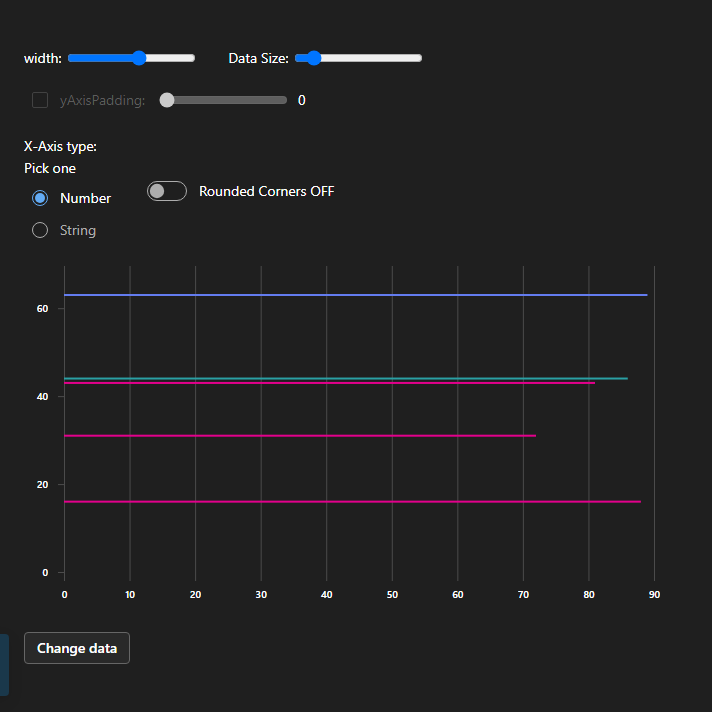 width: Data Size:
yAxisPadding: 0
X-Axis type:
Pick one
Number
Rounded Corners OFF
String
60
40
20
0
0 10 20 30 40 50 60 70 80 90
Change data